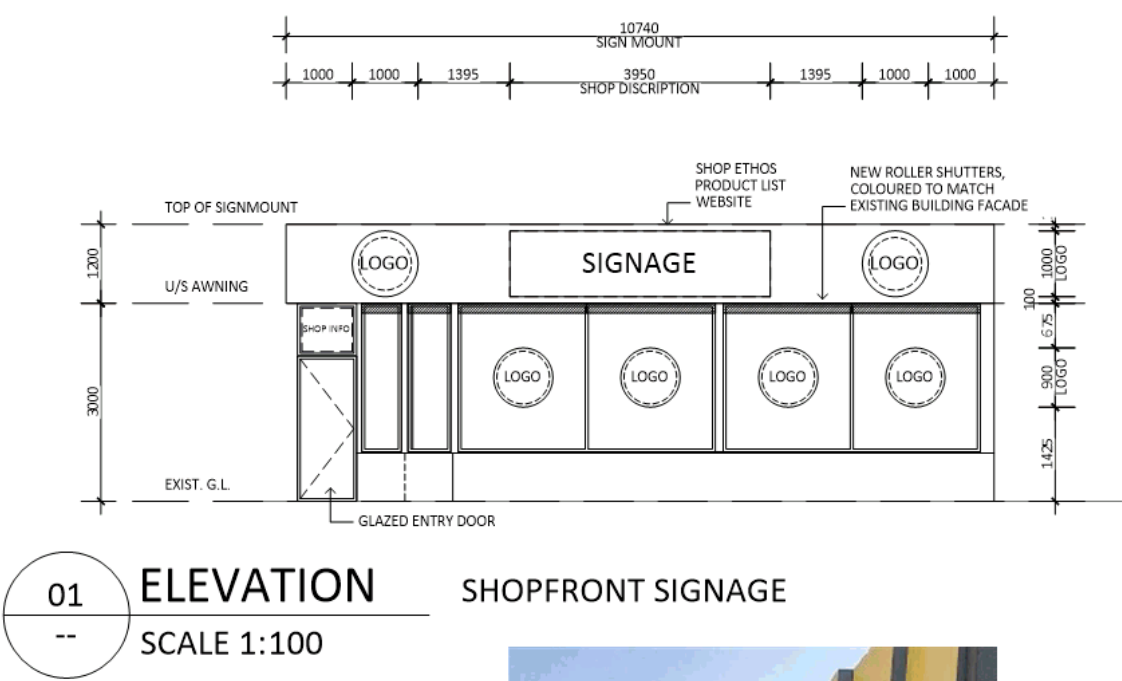 10740
SIGN MOUNT
1000 1000 1395 3950 1395 1000 1000
SHOP DISCRIPTION
SHOP ETHOS
PRODUCT LIST
WEBSITE
NEW ROLLER SHUTTERS,
COLOURED TO MATCH
EXISTING BUILDING FACADE
TOP OF SIGNMOUNT
1200
LOGO
SIGNAGE
LOGO
1000
LOGO
U/S AWNING
100
SHOP INFO
675
LOGO LOGO LOGO LOGO
900
LOGO
3000
1425
EXIST. G.L.
GLAZED ENTRY DOOR
01
--
ELEVATION
SCALE 1:100
SHOPFRONT SIGNAGE